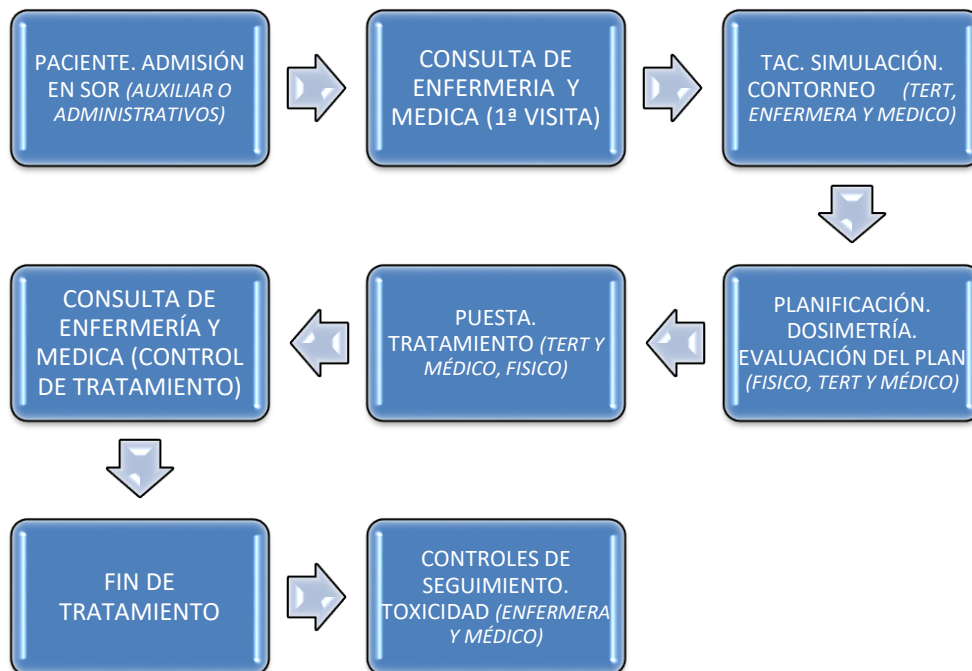 PACIENTE. ADMISIÓN
EN SOR (AUXILIAR O
ADMINISTRATIVOS)
CONSULTA DE
ENFERMERIA Y
MEDICA (1ª VISITA)
TAC. SIMULACIÓN.
CONTORNEO (TERT,
ENFERMERA Y MEDICO)
PLANIFICACIÓN.
DOSIMETRÍA.
EVALUACIÓN DEL PLAN
(FISICO, TERT Y MÉDICO)
PUESTA.
TRATAMIENTO (TERT Y
MÉDICO, FISICO)
CONSULTA DE
ENFERMERÍA Y
MEDICA (CONTROL
DE TRATAMIENTO)
FIN DE
TRATAMIENTO
CONTROLES DE
SEGUIMIENTO.
TOXICIDAD (ENFERMERA
Y MÉDICO)